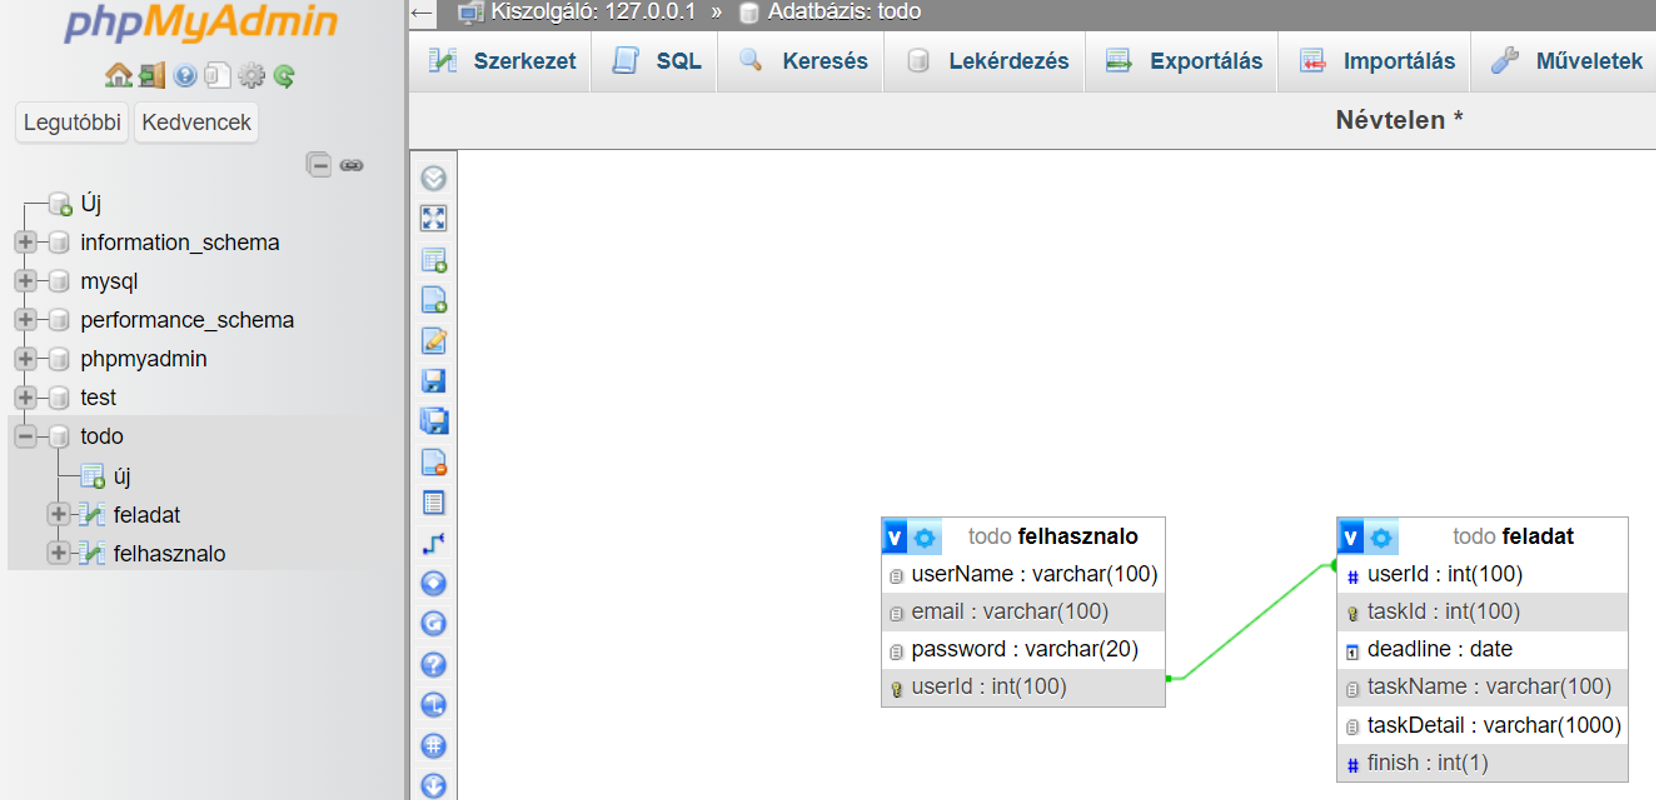 phpMyAdmin
Legutóbbi Kedvencek
Új
information_schema
mysql
performance_schema
phpmyadmin
test
todo
új
feladat
felhasznalo
Kiszolgáló: 127.0.0.1 » Adatbázis: todo
Szerkezet SQL Keresés Lekérdezés Exportálás Importálás Műveletek
Névtelen *
v todo felhasznalo
userName : varchar(100)
email : varchar(100)
password : varchar(20)
userId : int(100)
v todo feladat
# userId : int(100)
taskId : int(100)
deadline : date
taskName : varchar(100)
taskDetail : varchar(1000)
# finish : int(1)